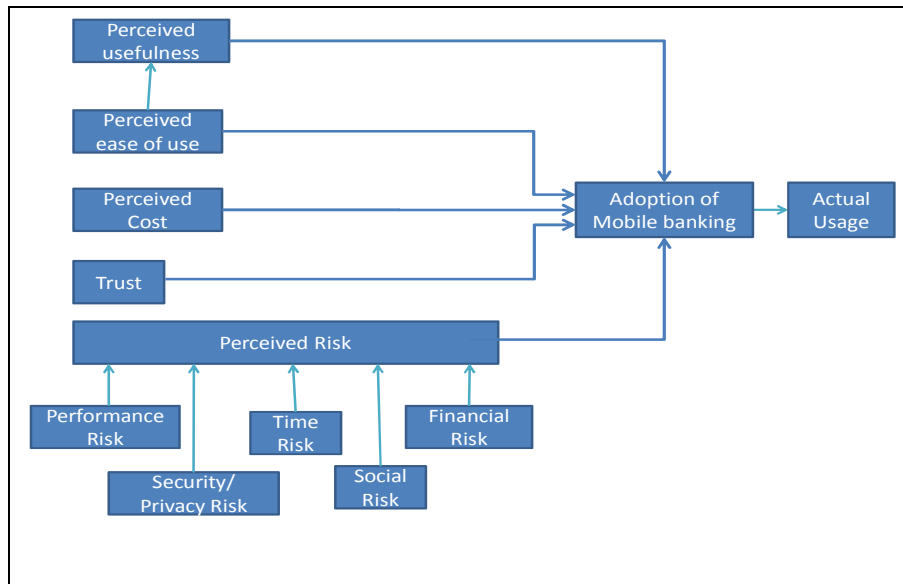 Perceived
usefulness
Perceived
ease of use
Perceived
Cost
Adoption of
Mobile banking
Actual
Usage
Trust
Perceived Risk
Performance
Risk
Time
Risk
Financial
Risk
Security/
Privacy Risk
Social
Risk